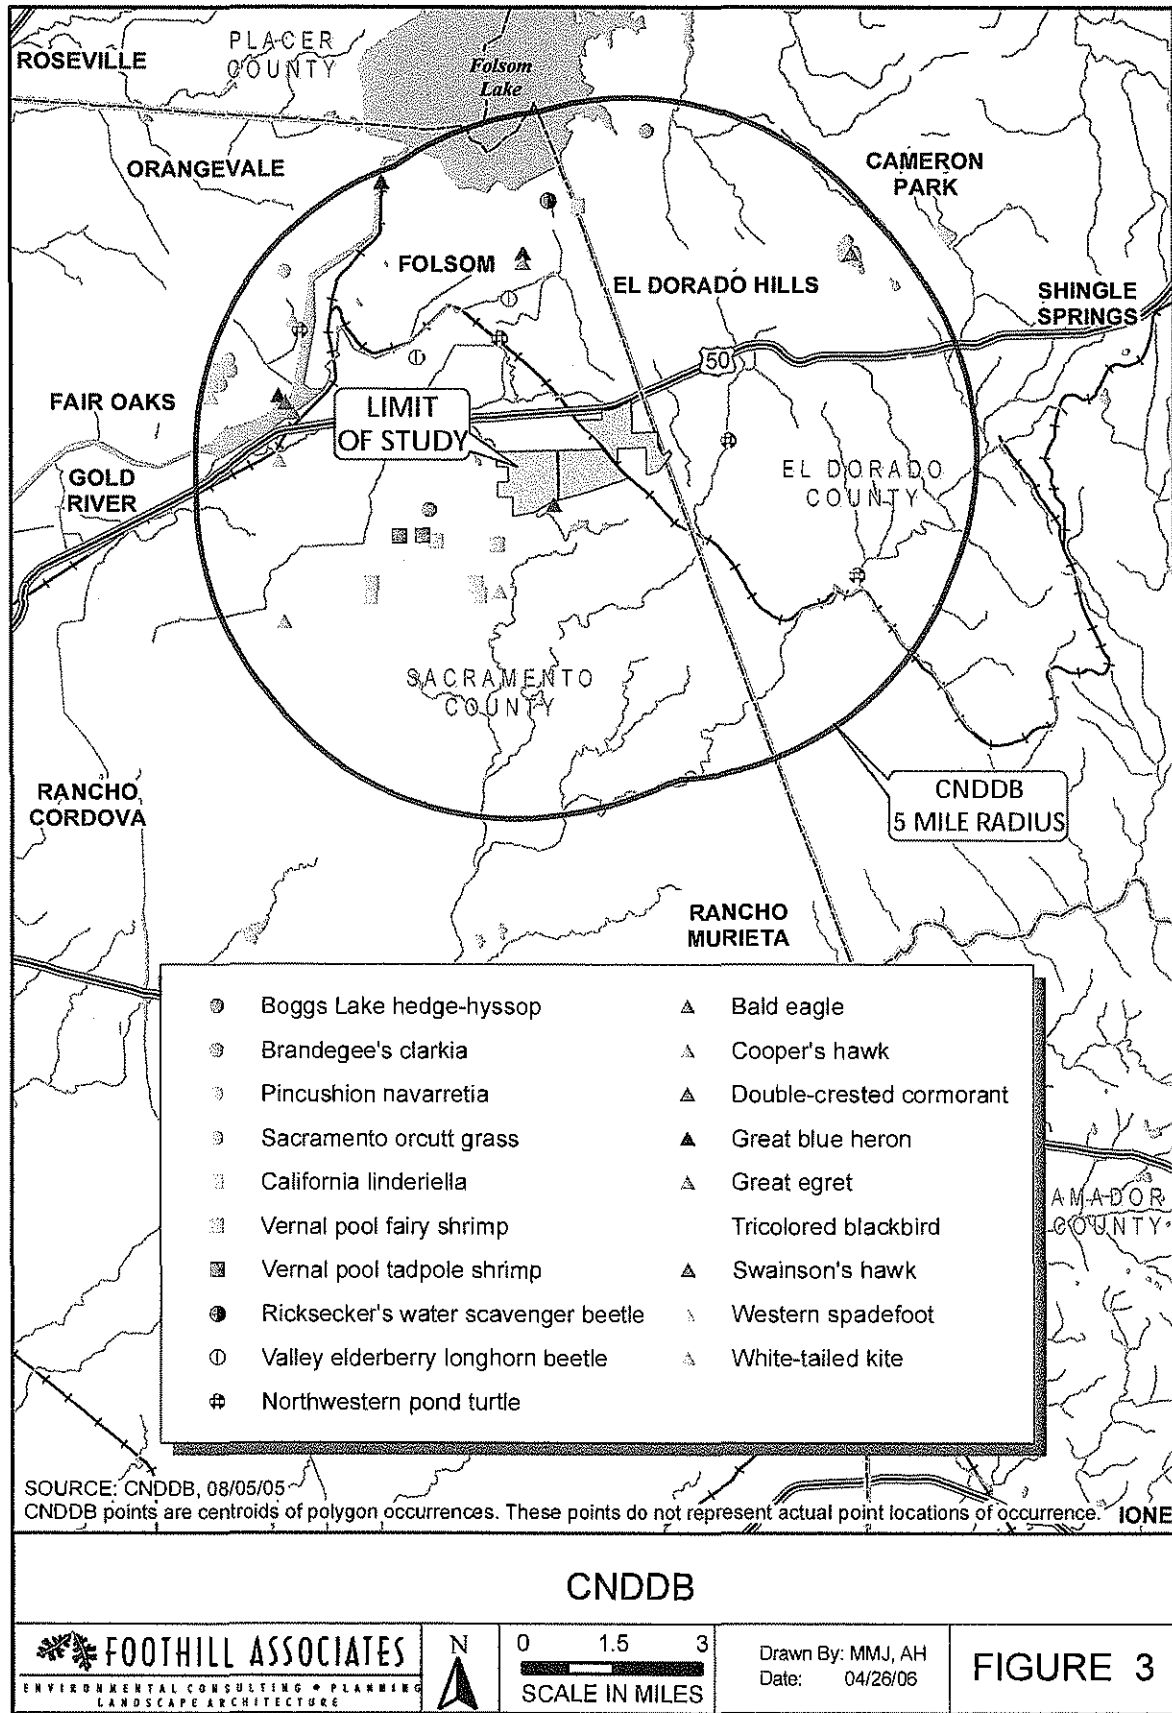 PLACER
COUNTY
ROSEVILLE
Folsom
Lake
ORANGEVALE
CAMERON
PARK
FOLSOM
EL DORADO HILLS
SHINGLE
SPRINGS
50
FAIR OAKS
LIMIT
OF STUDY
GOLD
RIVER
EL DORADO
COUNTY
SACRAMENTO
COUNTY
RANCHO
CORDOVA
CNDDB
5 MILE RADIUS
RANCHO
MURIETA
Boggs Lake hedge-hyssop
Brandegee's clarkia
Pincushion navarretia
Sacramento orcutt grass
California linderiella
Vernal pool fairy shrimp
Vernal pool tadpole shrimp
Ricksecker's water scavenger beetle
Valley elderberry longhorn beetle
Northwestern pond turtle
Bald eagle
Cooper's hawk
Double-crested cormorant
Great blue heron
Great egret
Tricolored blackbird
Swainson's hawk
Western spadefoot
White-tailed kite
AMADOR
COUNTY
SOURCE: CNDDB, 08/05/05
CNDDB points are centroids of polygon occurrences. These points do not represent actual point locations of occurrence.
IONE
CNDDB
FOOTHILL ASSOCIATES
ENVIRONMENTAL CONSULTING • PLANNING
LANDSCAPE ARCHITECTURE
N
0 1.5 3
SCALE IN MILES
Drawn By: MMJ, AH
Date: 04/26/06
FIGURE 3